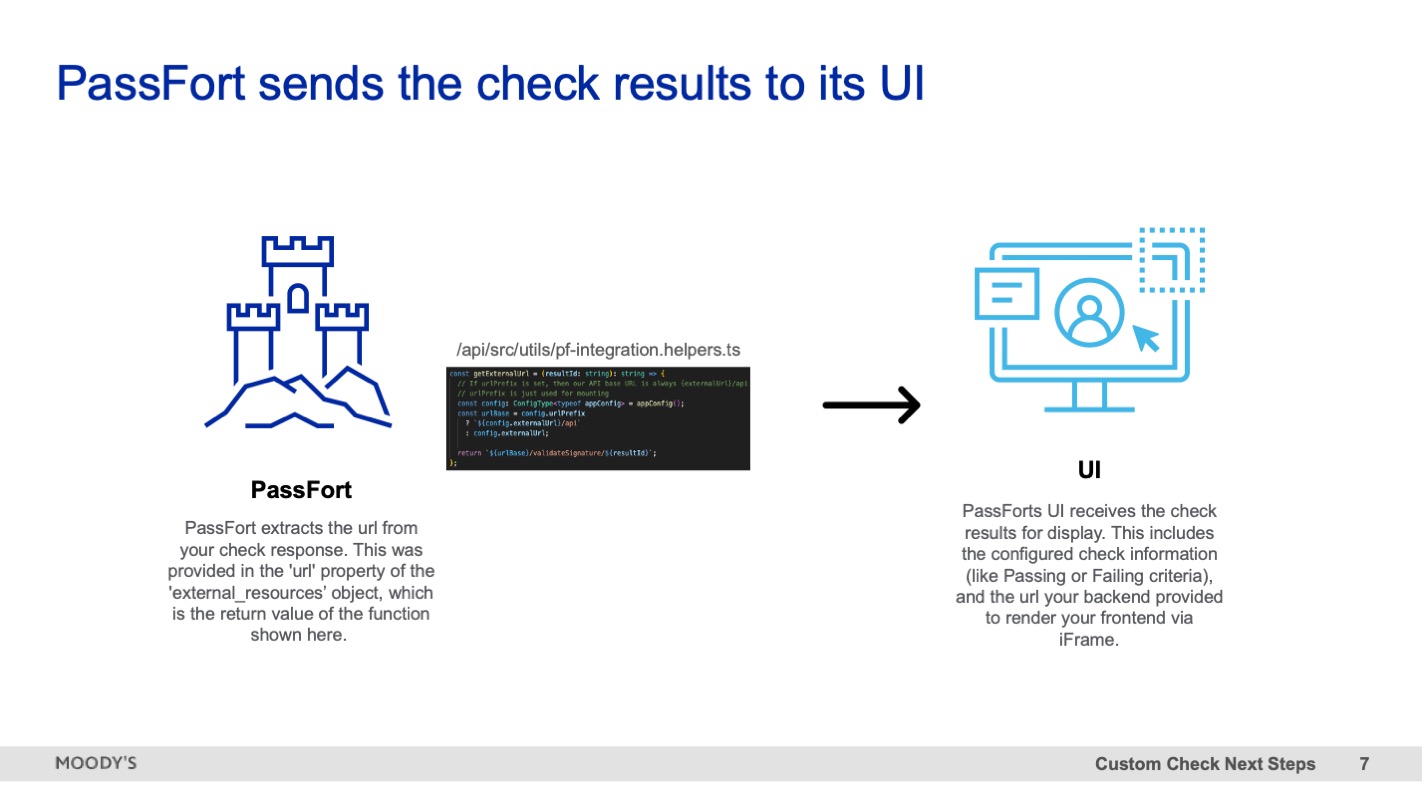 PassFort sends the check results to its UI
/api/src/utils/pf-integration.helpers.ts
const getExternalUrl = (resultId: string): string => {
// If urlPrefix is set, then our API base URL is always {externalUrl}/api
// urlPrefix is just used for mounting
const config: ConfigType<typeof appConfig> = appConfig();
const urlBase = config.urlPrefix
? `${config.externalUrl}/api`
: config.externalUrl;
return `${urlBase}/validateSignature/${resultId}`;
};
PassFort
PassFort extracts the url from
your check response. This was
provided in the 'url' property of the
'external_resources’ object, which
is the return value of the function
shown here.
UI
PassForts UI receives the check
results for display. This includes
the configured check information
(like Passing or Failing criteria),
and the url your backend provided
to render your frontend via
iFrame.
MOODY'S
Custom Check Next Steps
7